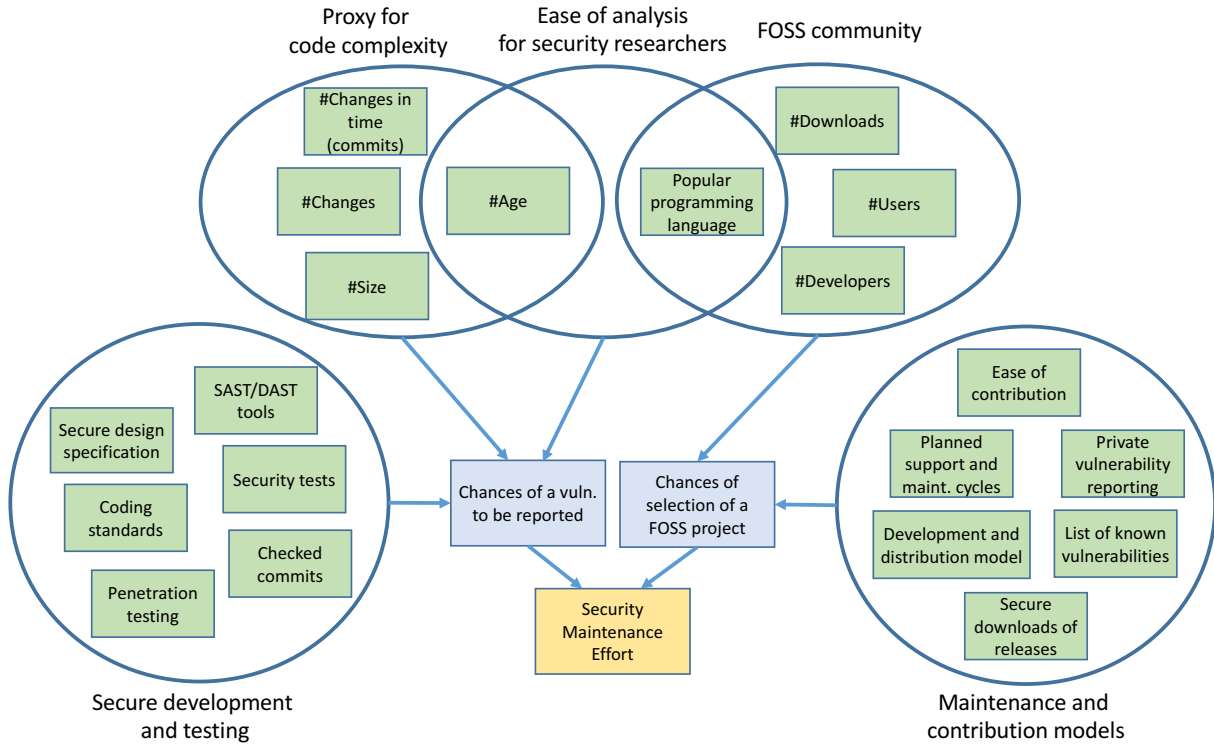 Proxy for
code complexity
Ease of analysis
for security researchers
FOSS community
#Changes in
time
(commits)
#Changes
#Size
#Age
Popular
programming
language
#Downloads
#Users
#Developers
SAST/DAST
tools
Secure design
specification
Security tests
Coding
standards
Checked
commits
Penetration
testing
Chances of a vuln.
to be reported
Chances of
selection of a
FOSS project
Security
Maintenance
Effort
Ease of
contribution
Planned
support and
maint. cycles
Private
vulnerability
reporting
Development and
distribution model
List of known
vulnerabilities
Secure
downloads of
releases
Secure development
and testing
Maintenance and
contribution models